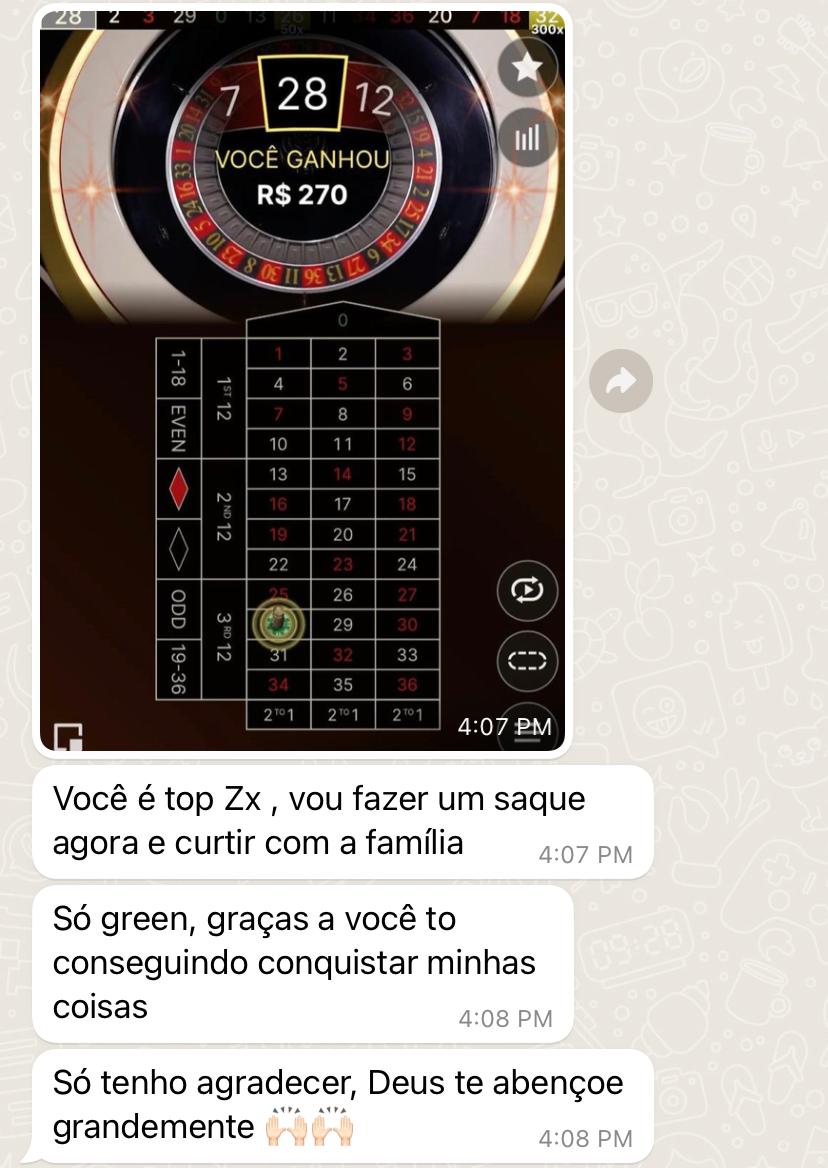 28 2 3 29 0 13 26 11 34 36 20 7 18 32
50x 300x
7 28 12
VOCÊ GANHOU
R$ 270
0
1-18 1ST 12 1 2 3
4 5 6
EVEN 7 8 9
10 11 12
2ND 12 13 14 15
16 17 18
19 20 21
22 23 24
ODD 3RD 12 25 26 27
29 30
19-36 31 32 33
34 35 36
2TO1 2TO1 2TO1
4:07 PM
Você é top Zx , vou fazer um saque
agora e curtir com a família
4:07 PM
Só green, graças a você to
conseguindo conquistar minhas
coisas
4:08 PM
Só tenho agradecer, Deus te abençoe
grandemente 🙌🏻🙌🏻
4:08 PM